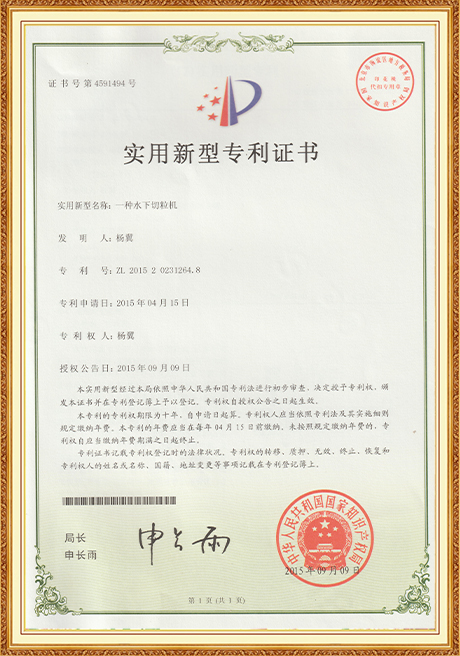 证书号第4591494号
印花税
代扣专用章
实用新型专利证书
实用新型名称：一种水下切粒机
发 明 人：杨冀
专 利 号：ZL 2015 2 0231264.8
专利申请日：2015年04月15日
专 利 权 人：杨冀
授权公告日：2015年09月09日
本实用新型经过本局依照中华人民共和国专利法进行初步审查，决定授予专利权，颁
发本证书并在专利登记簿上予以登记。专利权自授权公告之日起生效。
本专利的专利权期限为十年，自申请日起算。专利权人应当依照专利法及其实施细则
规定缴纳年费。本专利的年费应当在每年04月15日前缴纳。未按照规定缴纳年费的，专
利权自应当缴纳年费期满之日起终止。
专利证书记载专利权登记时的法律状况。专利权的转移、质押、无效、终止、恢复和
专利权人的姓名或名称、国籍、地址变更等事项记载在专利登记簿上。
局长
申长雨
申长雨
中华人民共和国国家知识产权局
2015年09月09日
第1页(共1页)